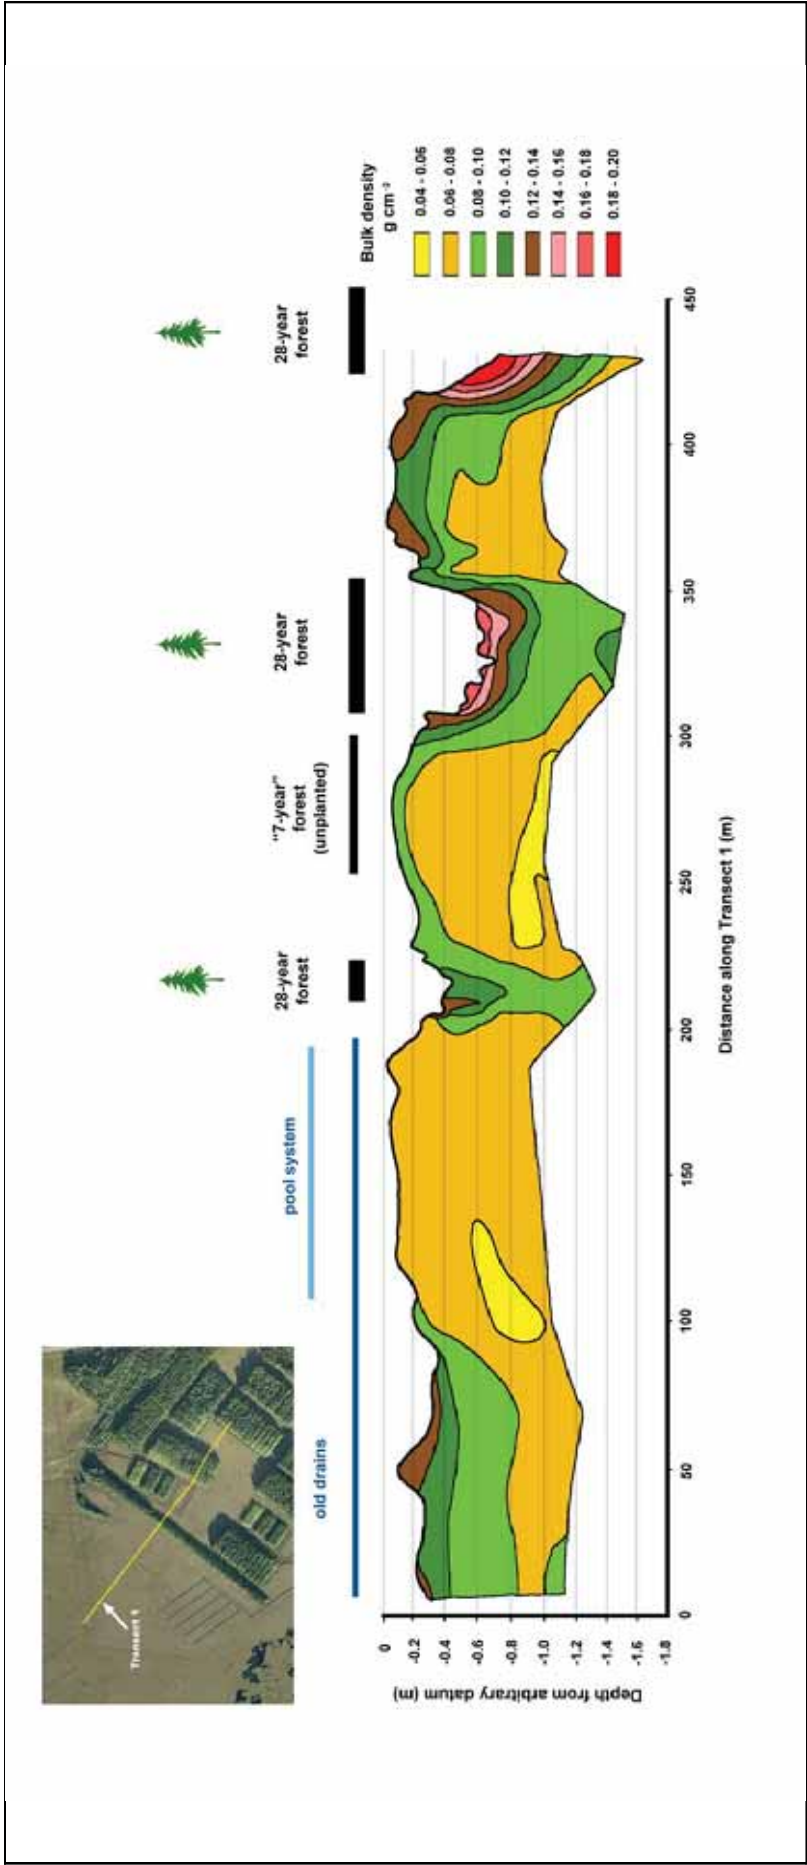 Transect 1
old drains
pool system
28-year
forest
"7-year"
forest
(unplanted)
28-year
forest
28-year
forest
Bulk density
g cm⁻³
0.04 - 0.06
0.06 - 0.08
0.08 - 0.10
0.10 - 0.12
0.12 - 0.14
0.14 - 0.16
0.16 - 0.18
0.18 - 0.20
Depth from arbitrary datum (m)
0
-0.2
-0.4
-0.6
-0.8
-1.0
-1.2
-1.4
-1.6
-1.8
0
50
100
150
200
250
300
350
400
450
Distance along Transect 1 (m)